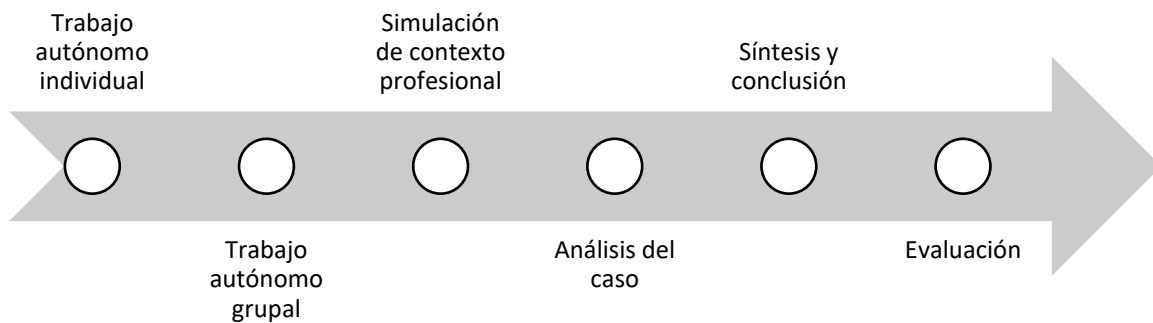 Trabajo
autónomo
individual
Trabajo
autónomo
grupal
Simulación
de contexto
profesional
Análisis del
caso
Síntesis y
conclusión
Evaluación